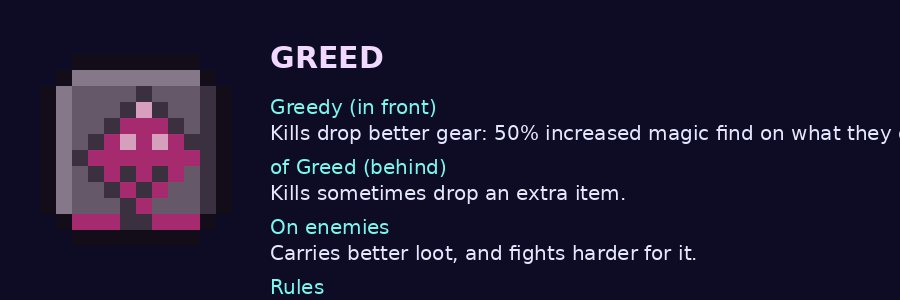 GREED
Greedy (in front)
Kills drop better gear: 50% increased magic find on what they
of Greed (behind)
Kills sometimes drop an extra item.
On enemies
Carries better loot, and fights harder for it.
Rules